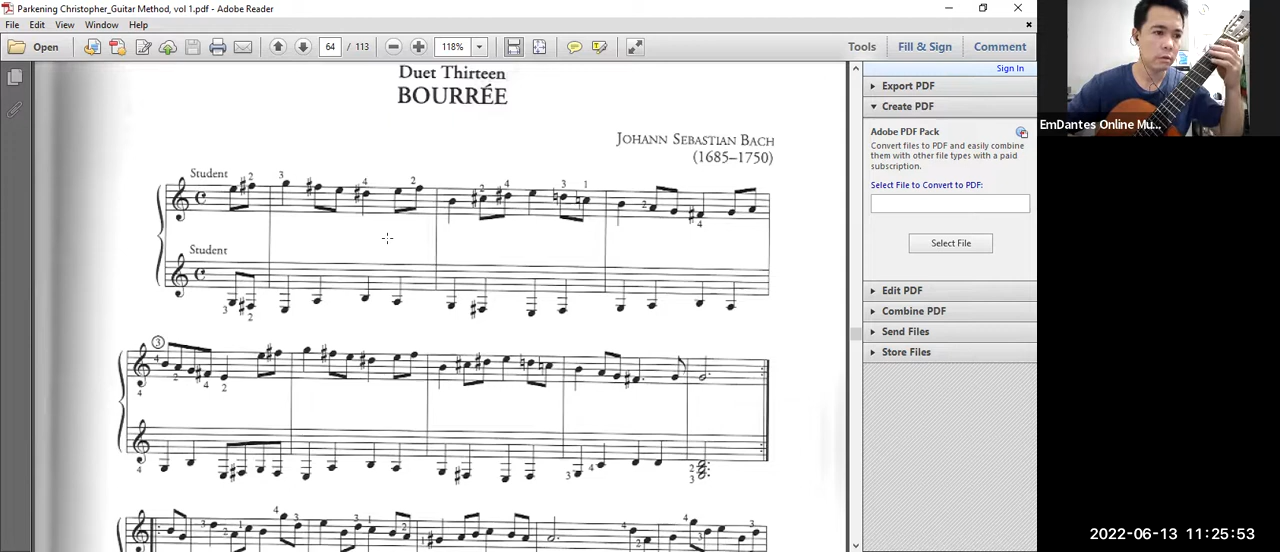 Parkening Christopher_Guitar Method, vol 1.pdf - Adobe Reader
File Edit View Window Help
Open 64 / 113 118% Tools Fill & Sign Comment
Sign In
Export PDF
Create PDF
Adobe PDF Pack
Convert files to PDF and easily combine
them with other file types with a paid
subscription.
Select File to Convert to PDF:
Select File
Edit PDF
Combine PDF
Send Files
Store Files
Duet Thirteen
BOURRÉE
JOHANN SEBASTIAN BACH
(1685–1750)
Student
Student
EmDantes Online Mu...
2022-06-13 11:25:53